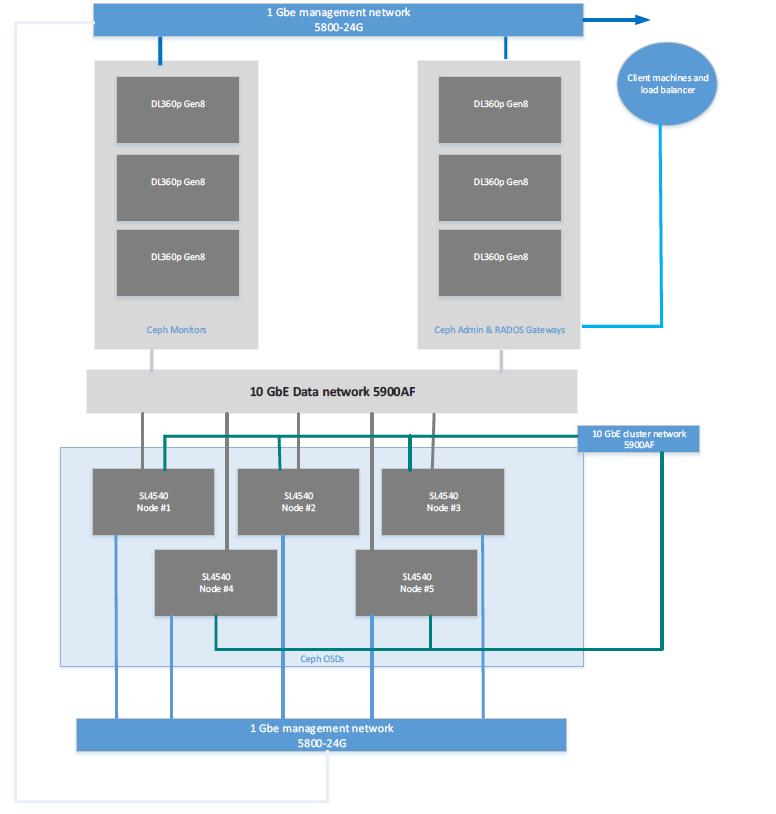 1 Gbe management network
5800-24G
Client machines and
load balancer
DL360p Gen8
DL360p Gen8
DL360p Gen8
Ceph Monitors
DL360p Gen8
DL360p Gen8
DL360p Gen8
Ceph Admin & RADOS Gateways
10 GbE Data network 5900AF
10 GbE cluster network
5900AF
SL4540
Node #1
SL4540
Node #2
SL4540
Node #3
SL4540
Node #4
SL4540
Node #5
Ceph OSDs
1 Gbe management network
5800-24G